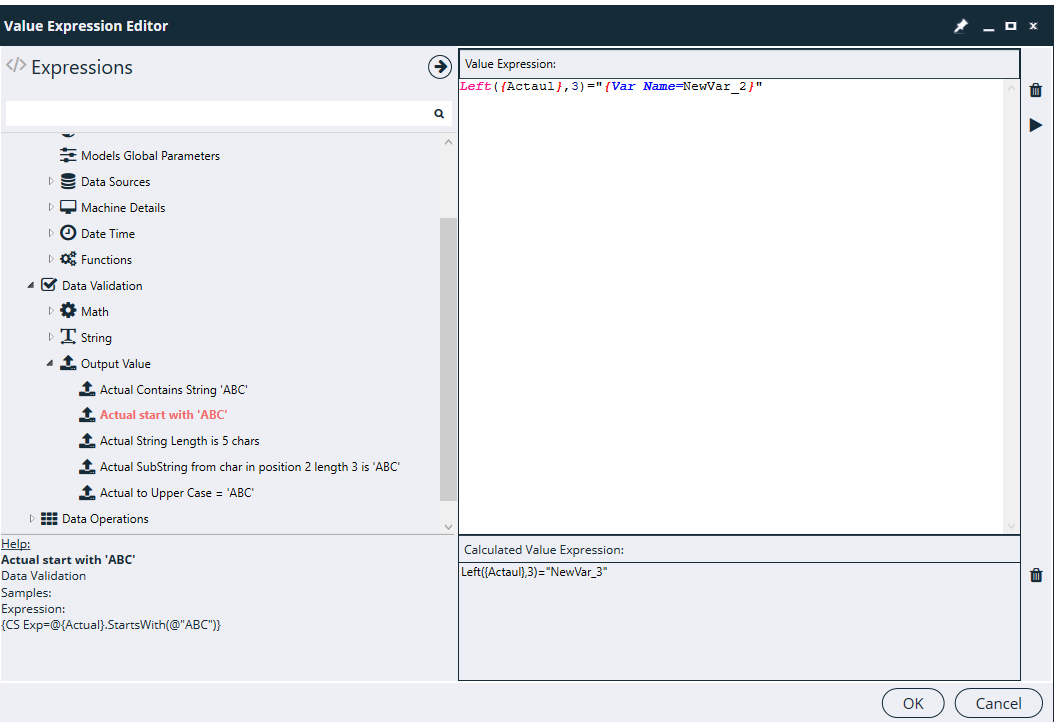 Value Expression Editor
</> Expressions
Models Global Parameters
Data Sources
Machine Details
Date Time
Functions
Data Validation
Math
String
Output Value
Actual Contains String 'ABC'
Actual start with 'ABC'
Actual String Length is 5 chars
Actual SubString from char in position 2 length 3 is 'ABC'
Actual to Upper Case = 'ABC'
Data Operations
Help:
Actual start with 'ABC'
Data Validation
Samples:
Expression:
{CS Exp=@{Actual}.StartsWith(@"ABC")}
Value Expression:
Left({Actaul},3)="{Var Name=NewVar_2}"
Calculated Value Expression:
Left({Actaul},3)="NewVar_3"
OK
Cancel